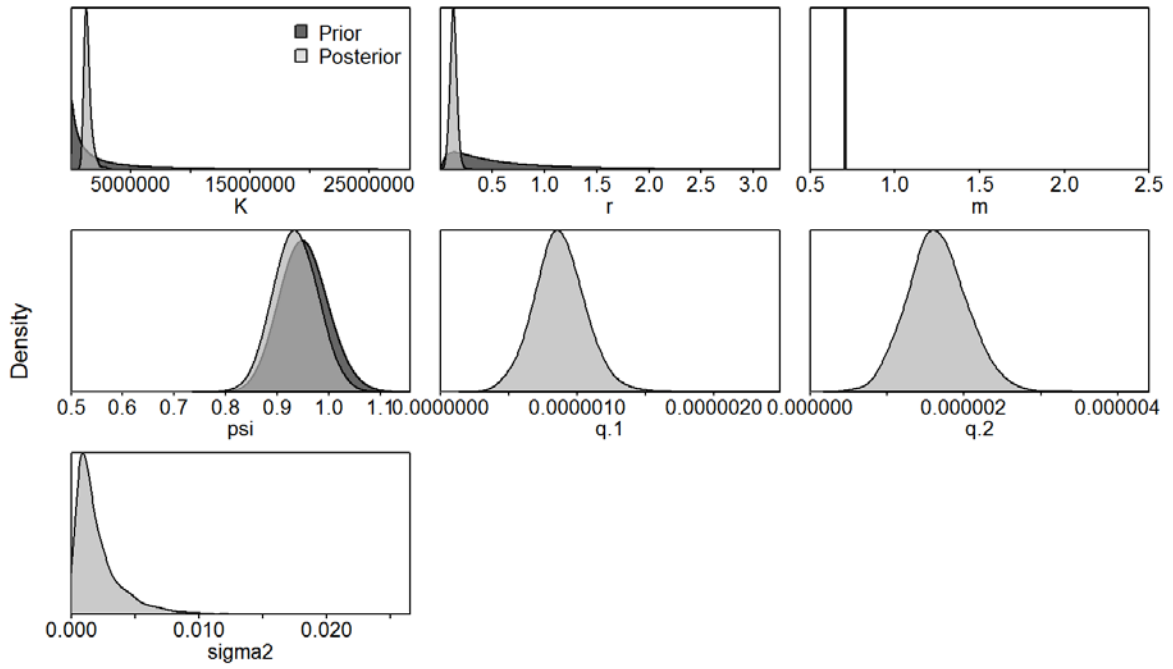 Prior
Posterior
5000000 15000000 25000000
K
0.5 1.0 1.5 2.0 2.5 3.0
r
0.5 1.0 1.5 2.0 2.5
m
Density
0.5 0.6 0.7 0.8 0.9 1.0 1.1
psi
0.0000000 0.0000010 0.0000020
q.1
0.000000 0.000002 0.000004
q.2
0.000 0.010 0.020
sigma2